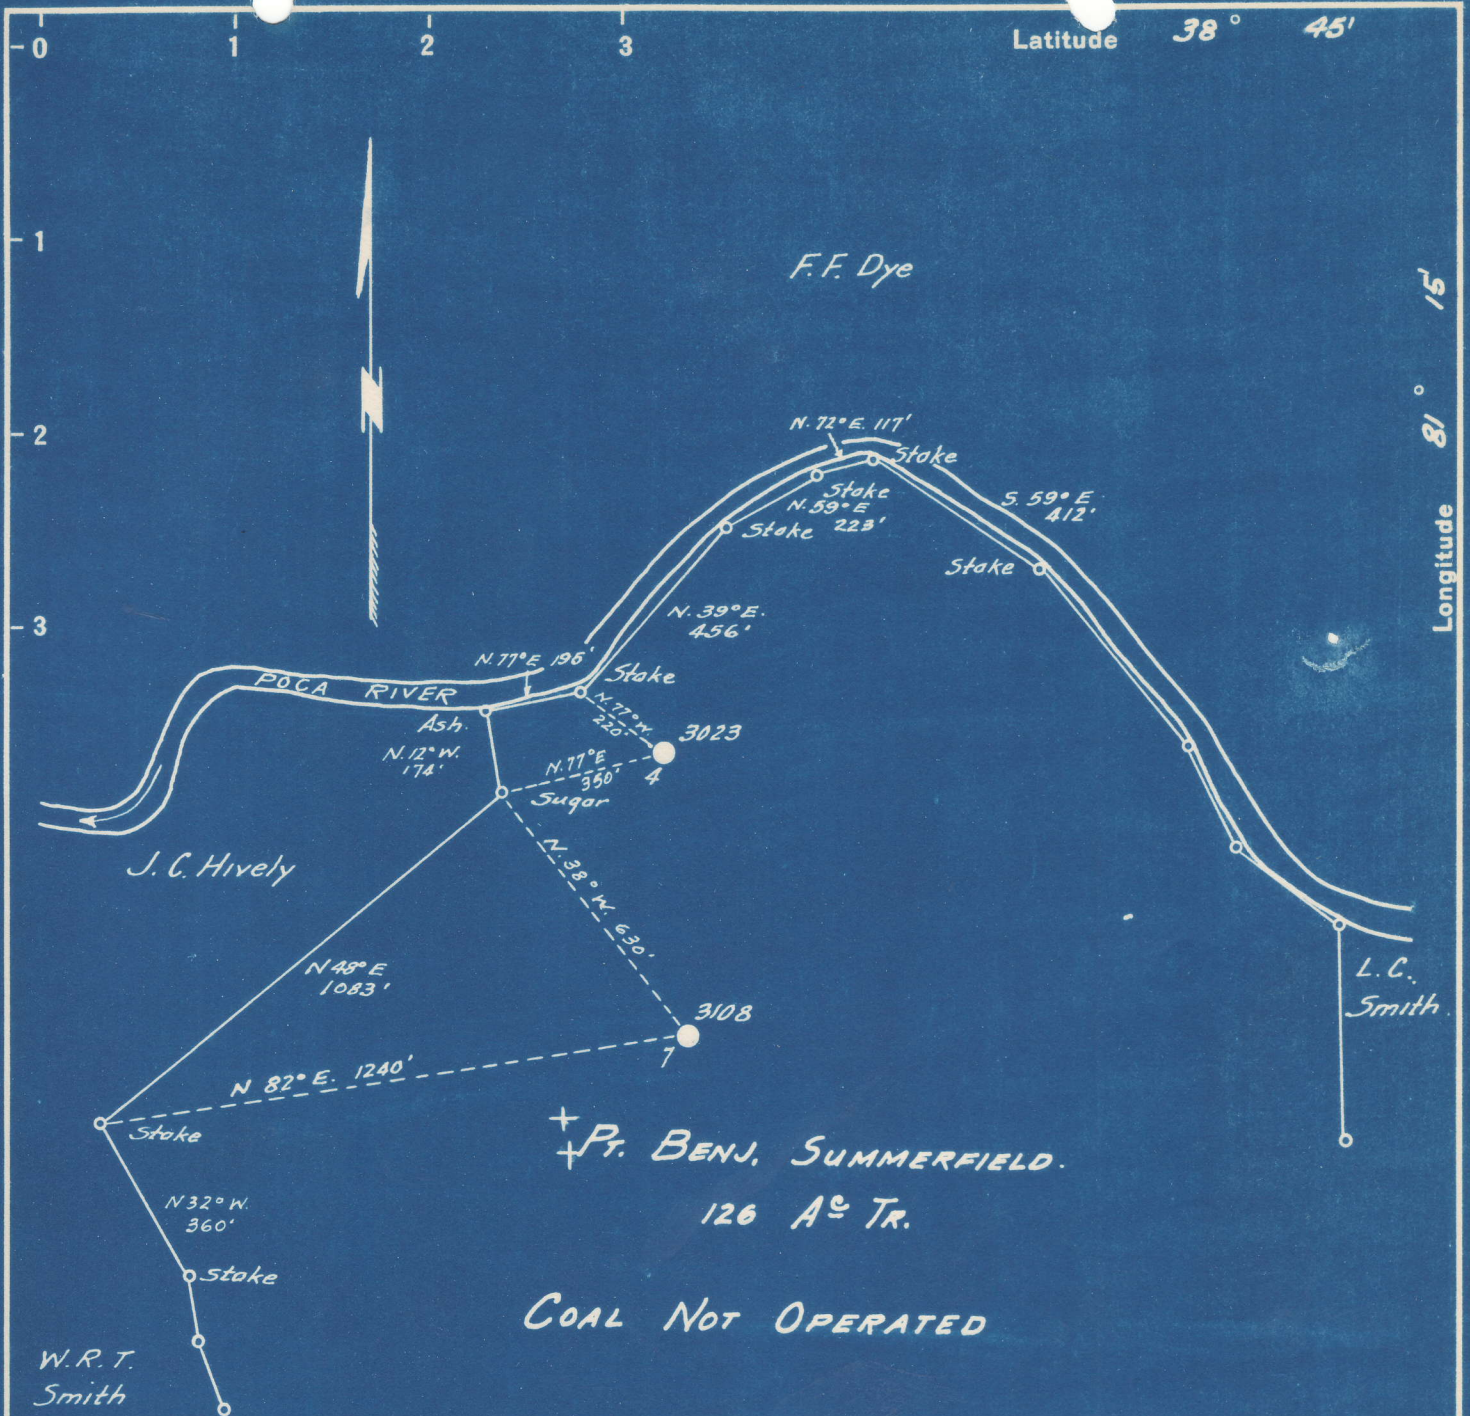 0 1 2 3 Latitude 38° 45'
1
2
3
Longitude 81° 15'
F.F. Dye
N. 72° E. 117'
Stake
Stake
N. 59° E
223'
Stake
S. 59° E.
412'
Stake
N. 39° E.
456'
N. 77° E 196'
Stake
POCA RIVER
Ash.
N. 12° W.
174'
N. 77° W.
220'
3023
4
N. 77° E
350'
Sugar
J. C. Hively
N. 38° W. 630'
N 48° E
1083'
L. C.
Smith.
3108
7
N 82° E. 1240'
Stake
PT. BENJ. SUMMERFIELD.
126 Ac TR.
N 32° W.
360'
Stake
COAL NOT OPERATED
W. R. T.
Smith